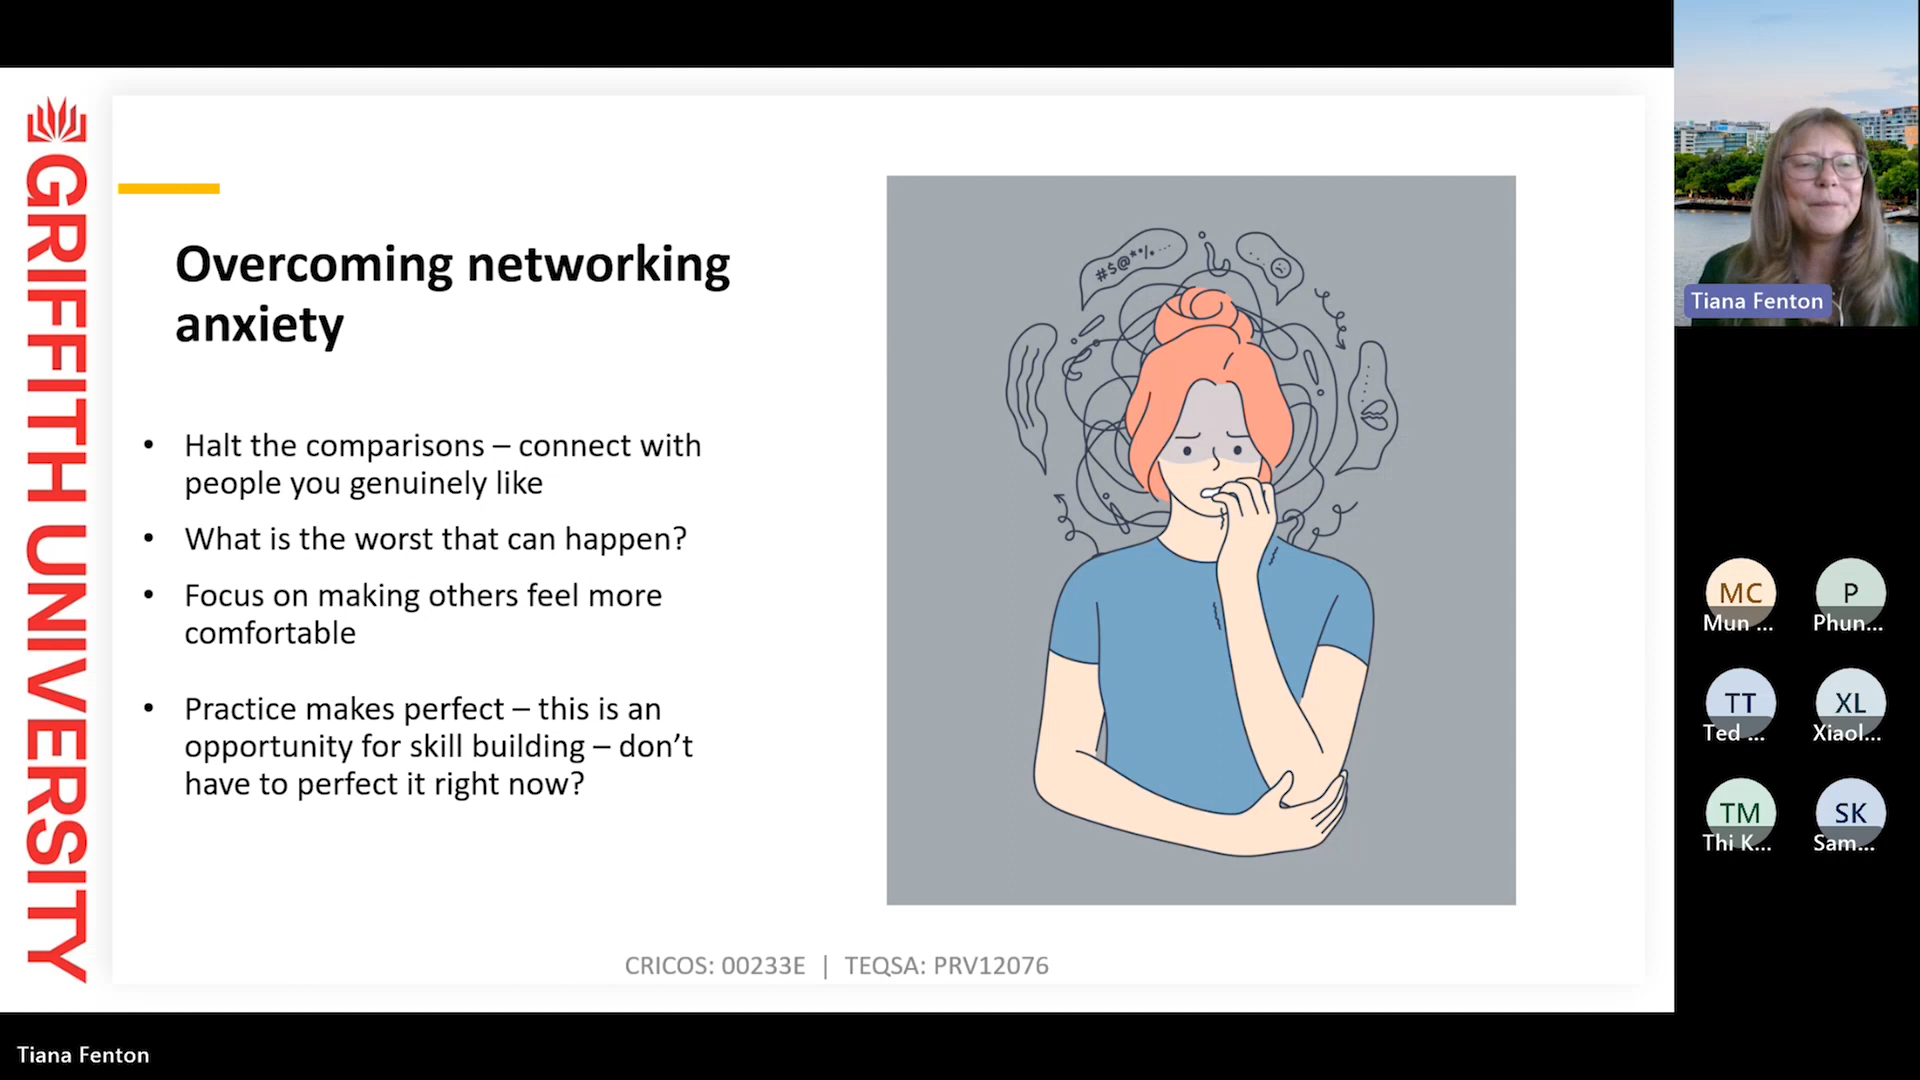 GRIFFITH UNIVERSITY
Overcoming networking
anxiety
• Halt the comparisons – connect with
people you genuinely like
• What is the worst that can happen?
• Focus on making others feel more
comfortable
• Practice makes perfect – this is an
opportunity for skill building – don’t
have to perfect it right now?
#$@**/•···
CRICOS: 00233E | TEQSA: PRV12076
Tiana Fenton
MC
Mun ...
P
Phun...
TT
Ted ...
XL
Xiaol...
TM
Thi K...
SK
Sam...
Tiana Fenton